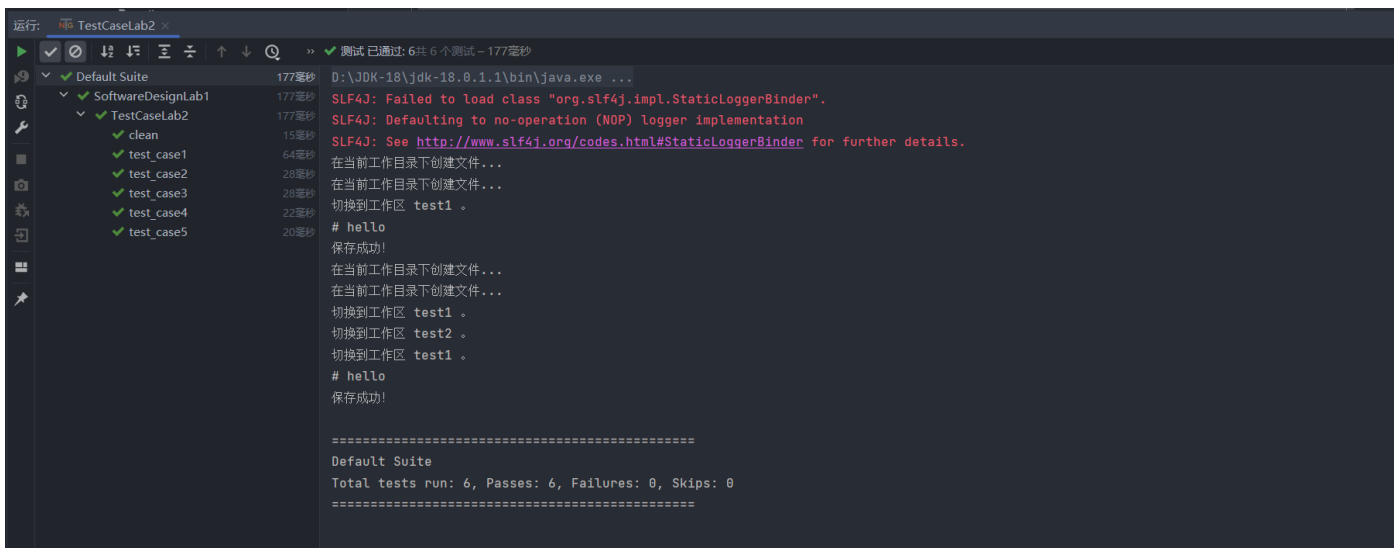 运行: TestCaseLab2
测试 已通过: 6共 6 个测试 – 177毫秒
Default Suite 177毫秒
SoftwareDesignLab1 177毫秒
TestCaseLab2 177毫秒
clean 15毫秒
test_case1 64毫秒
test_case2 28毫秒
test_case3 28毫秒
test_case4 22毫秒
test_case5 20毫秒
D:\JDK-18\jdk-18.0.1.1\bin\java.exe ...
SLF4J: Failed to load class "org.slf4j.impl.StaticLoggerBinder".
SLF4J: Defaulting to no-operation (NOP) logger implementation
SLF4J: See http://www.slf4j.org/codes.html#StaticLoggerBinder for further details.
在当前工作目录下创建文件...
在当前工作目录下创建文件...
切换到工作区 test1 。
# hello
保存成功!
在当前工作目录下创建文件...
在当前工作目录下创建文件...
切换到工作区 test1 。
切换到工作区 test2 。
切换到工作区 test1 。
# hello
保存成功!
===============================================
Default Suite
Total tests run: 6, Passes: 6, Failures: 0, Skips: 0
===============================================